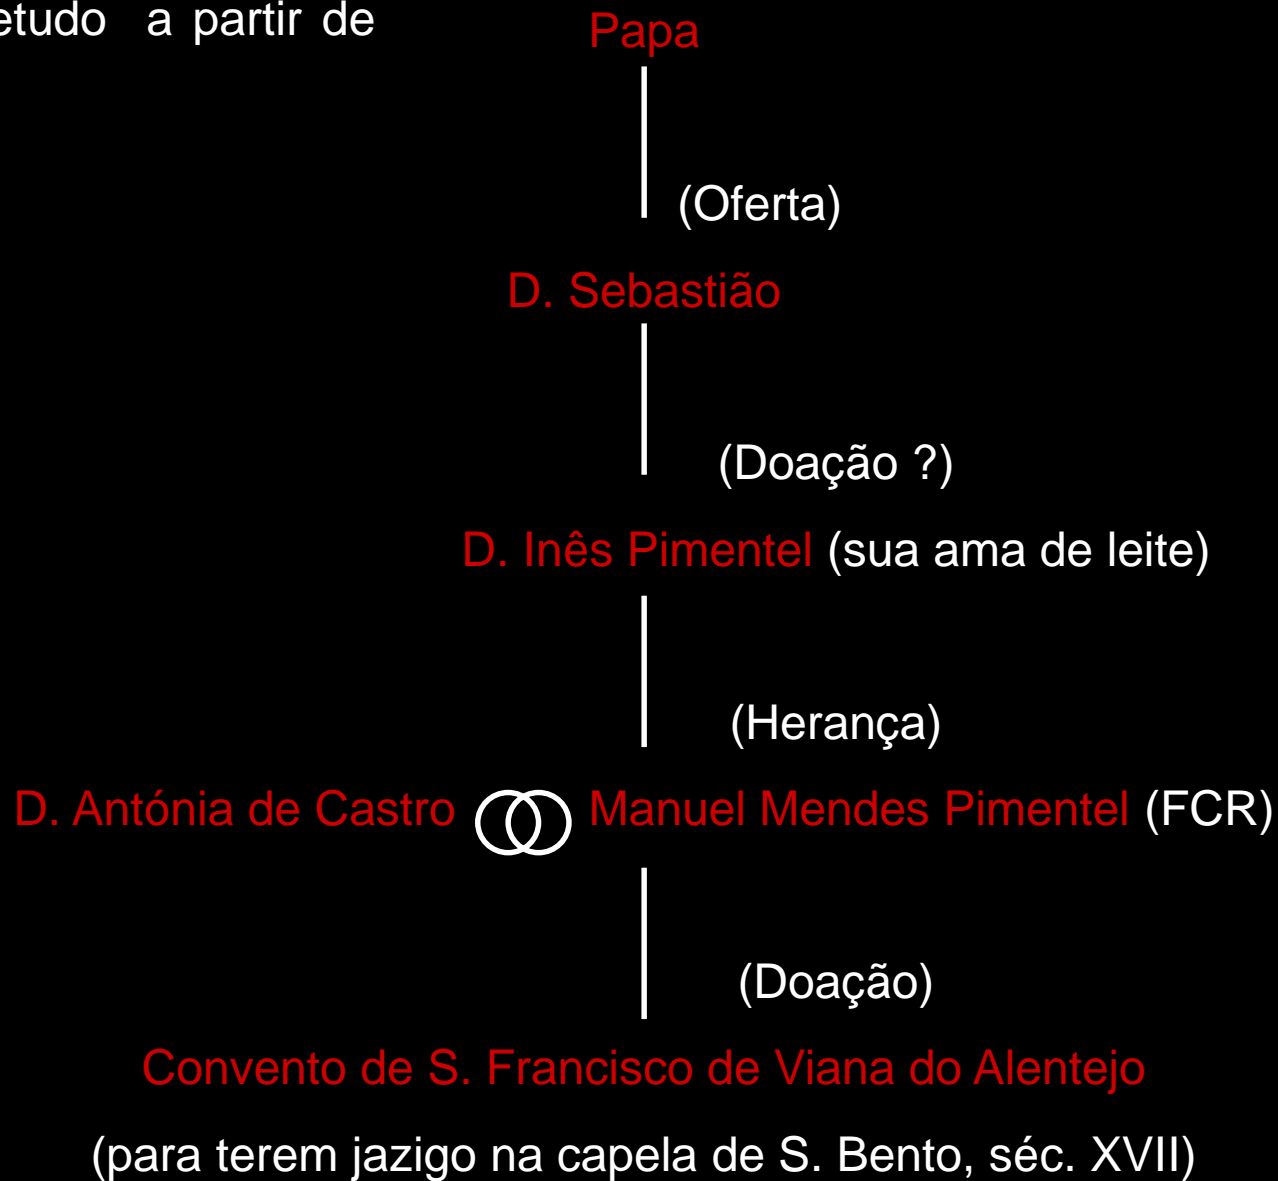 etudo a partir de
Papa
(Oferta)
D. Sebastião
(Doação ?)
D. Inês Pimentel (sua ama de leite)
(Herança)
D. Antónia de Castro Manuel Mendes Pimentel (FCR)
(Doação)
Convento de S. Francisco de Viana do Alentejo
(para terem jazigo na capela de S. Bento, séc. XVII)